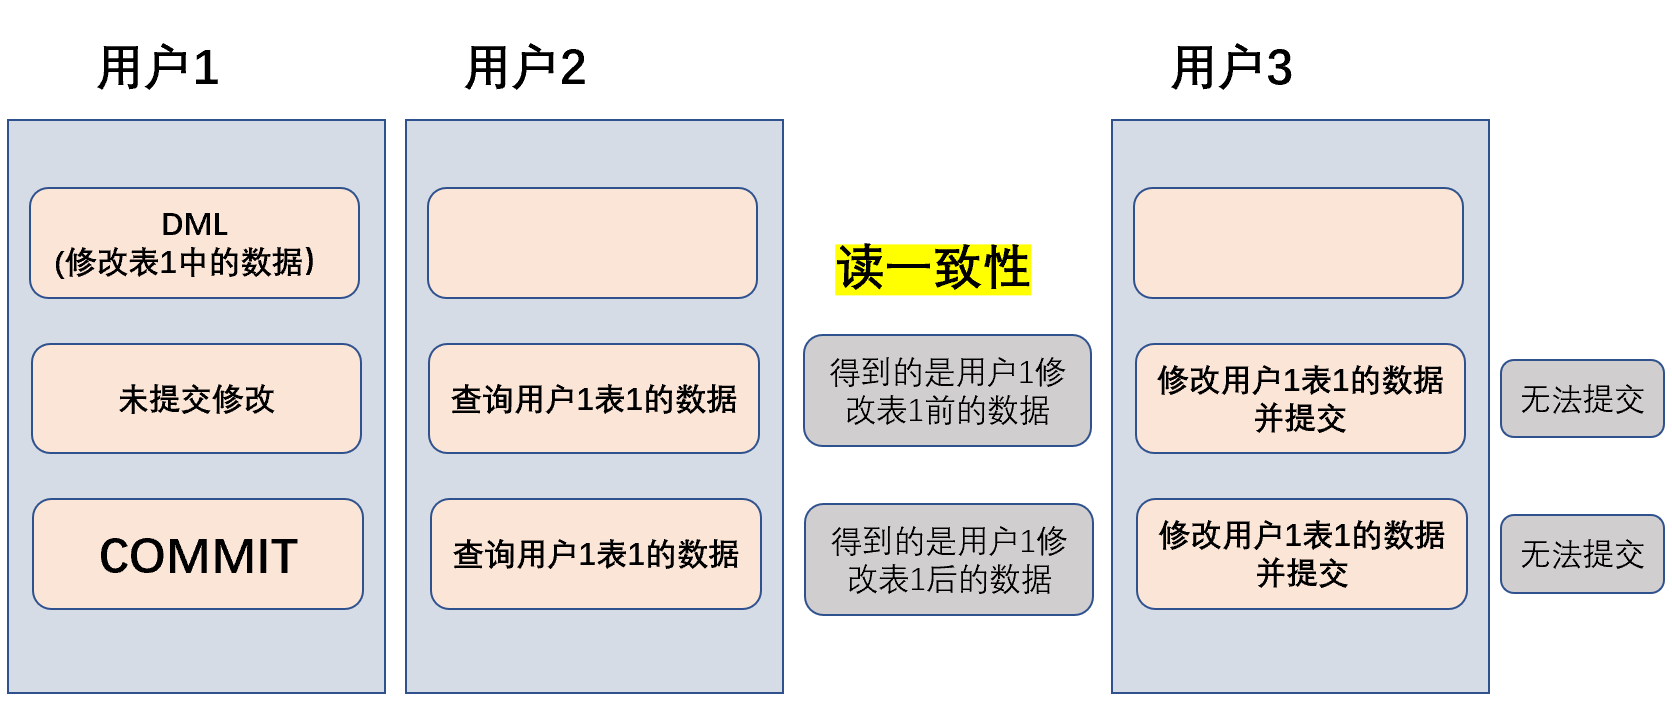 用户1
用户2
用户3
DML
(修改表1中的数据）
读一致性
未提交修改
查询用户1表1的数据
得到的是用户1修
改表1前的数据
修改用户1表1的数据
并提交
无法提交
COMMIT
查询用户1表1的数据
得到的是用户1修
改表1后的数据
修改用户1表1的数据
并提交
无法提交